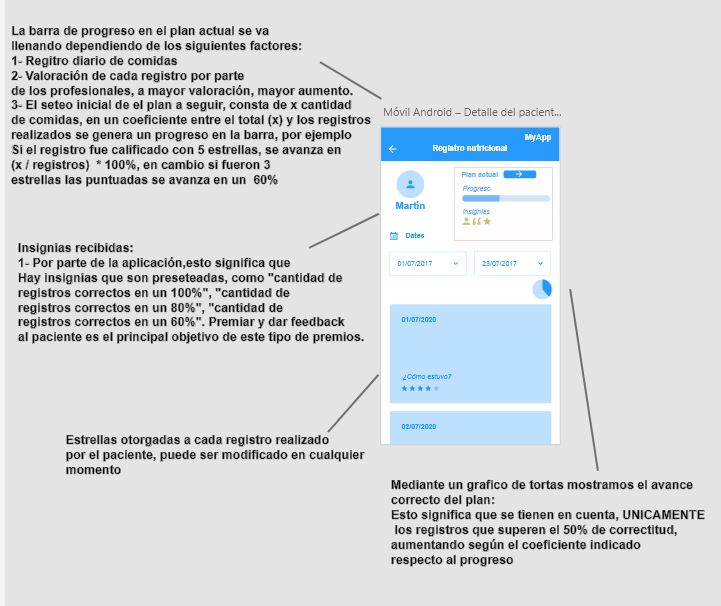 La barra de progreso en el plan actual se va
llenando dependiendo de los siguientes factores:
1- Regitro diario de comidas
2- Valoración de cada registro por parte
de los profesionales, a mayor valoración, mayor aumento.
3- El seteo inicial de el plan a seguir, consta de x cantidad
de comidas, en un coeficiente entre el total (x) y los registros
realizados se genera un progreso en la barra, por ejemplo
Si el registro fue calificado con 5 estrellas, se avanza en
(x / registros) * 100%, en cambio si fueron 3
estrellas las puntuadas se avanza en un 60%
Móvil Android – Detalle del pacient...
MyApp
Registro nutricional
Plan actual
Progreso
Insignias
Martin
Dates
01/07/2017
23/07/2017
01/07/2020
¿Cómo estuvo?
02/07/2020
Insignias recibidas:
1- Por parte de la aplicación,esto significa que
Hay insignias que son preseteadas, como "cantidad de
registros correctos en un 100%", "cantidad de
registros correctos en un 80%", "cantidad de
registros correctos en un 60%". Premiar y dar feedback
al paciente es el principal objetivo de este tipo de premios.
Estrellas otorgadas a cada registro realizado
por el paciente, puede ser modificado en cualquier
momento
Mediante un grafico de tortas mostramos el avance
correcto del plan:
Esto significa que se tienen en cuenta, UNICAMENTE
los registros que superen el 50% de correctitud,
aumentando según el coeficiente indicado
respecto al progreso